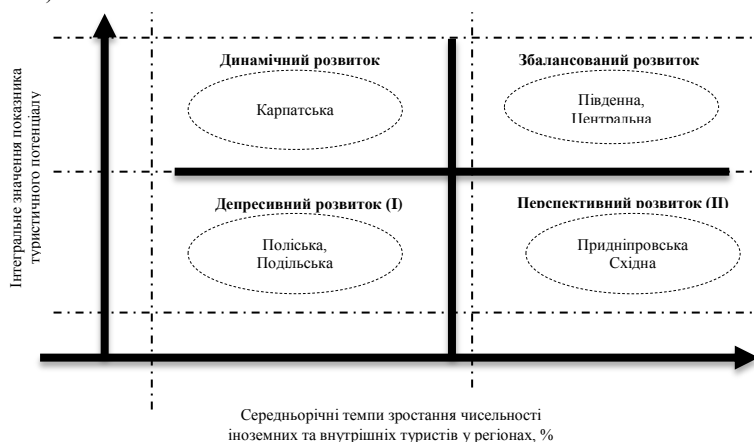 )
Динамічний розвиток
Збалансований розвиток
Карпатська
Південна,
Центральна
Депресивний розвиток (I)
Перспективний розвиток (II)
Поліська,
Подільська
Придніпровська
Східна
Інтегральне значення показника
туристичного потенціалу
Середньорічні темпи зростання чисельності
іноземних та внутрішніх туристів у регіонах, %